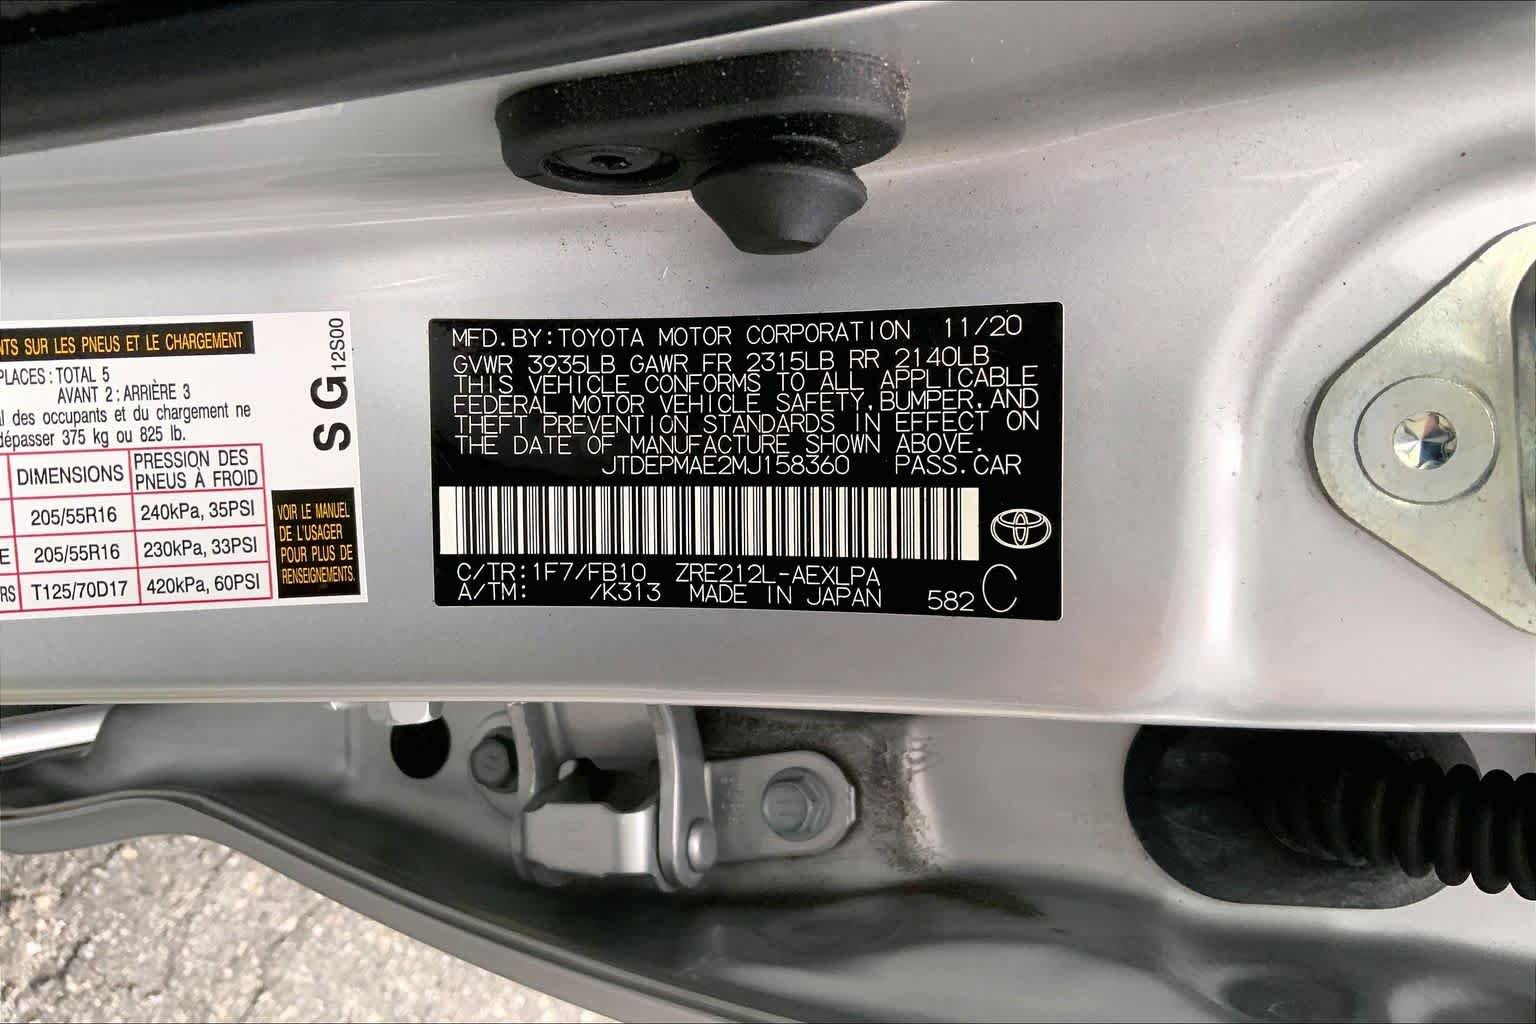 NTS SUR LES PNEUS ET LE CHARGEMENT
PLACES : TOTAL 5
AVANT 2 : ARRIÈRE 3
al des occupants et du chargement ne
dépasser 375 kg ou 825 lb.
DIMENSIONS PRESSION DES PNEUS À FROID
205/55R16 240kPa, 35PSI
E 205/55R16 230kPa, 33PSI
RS T125/70D17 420kPa, 60PSI
S G 12S00
VOIR LE MANUEL
DE L'USAGER
POUR PLUS DE
RENSEIGNEMENTS.
MFD. BY: TOYOTA MOTOR CORPORATION 11/20
GVWR 3935LB GAWR FR 2315LB RR 2140LB
THIS VEHICLE CONFORMS TO ALL APPLICABLE
FEDERAL MOTOR VEHICLE SAFETY, BUMPER, AND
THEFT PREVENTION STANDARDS IN EFFECT ON
THE DATE OF MANUFACTURE SHOWN ABOVE.
JTDEPMAE2MJ158360 PASS. CAR
C/TR: 1F7/FB10 ZRE212L-AEXLPA
A/TM: /K313 MADE IN JAPAN 582 C